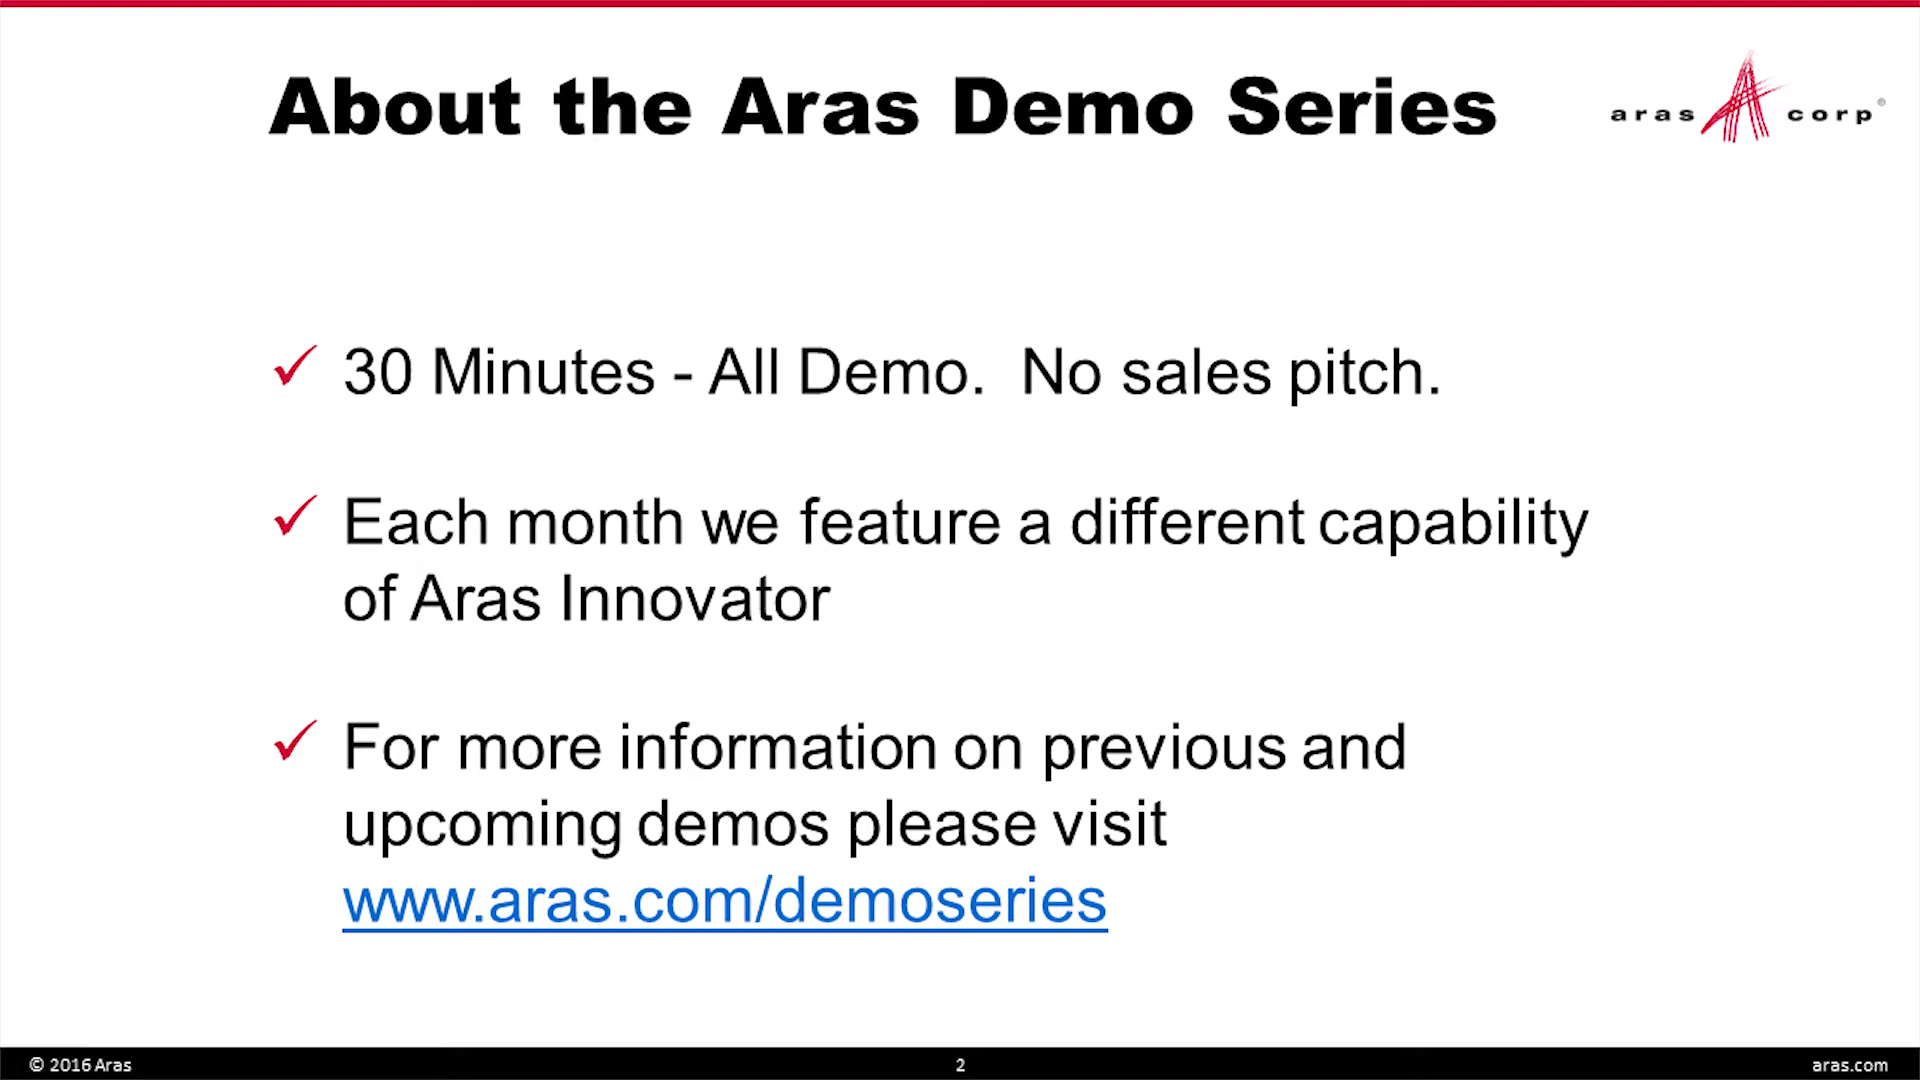 About the Aras Demo Series
aras corp®
✓ 30 Minutes - All Demo.  No sales pitch.
✓ Each month we feature a different capability
of Aras Innovator
✓ For more information on previous and
upcoming demos please visit
www.aras.com/demoseries
© 2016 Aras
2
aras.com